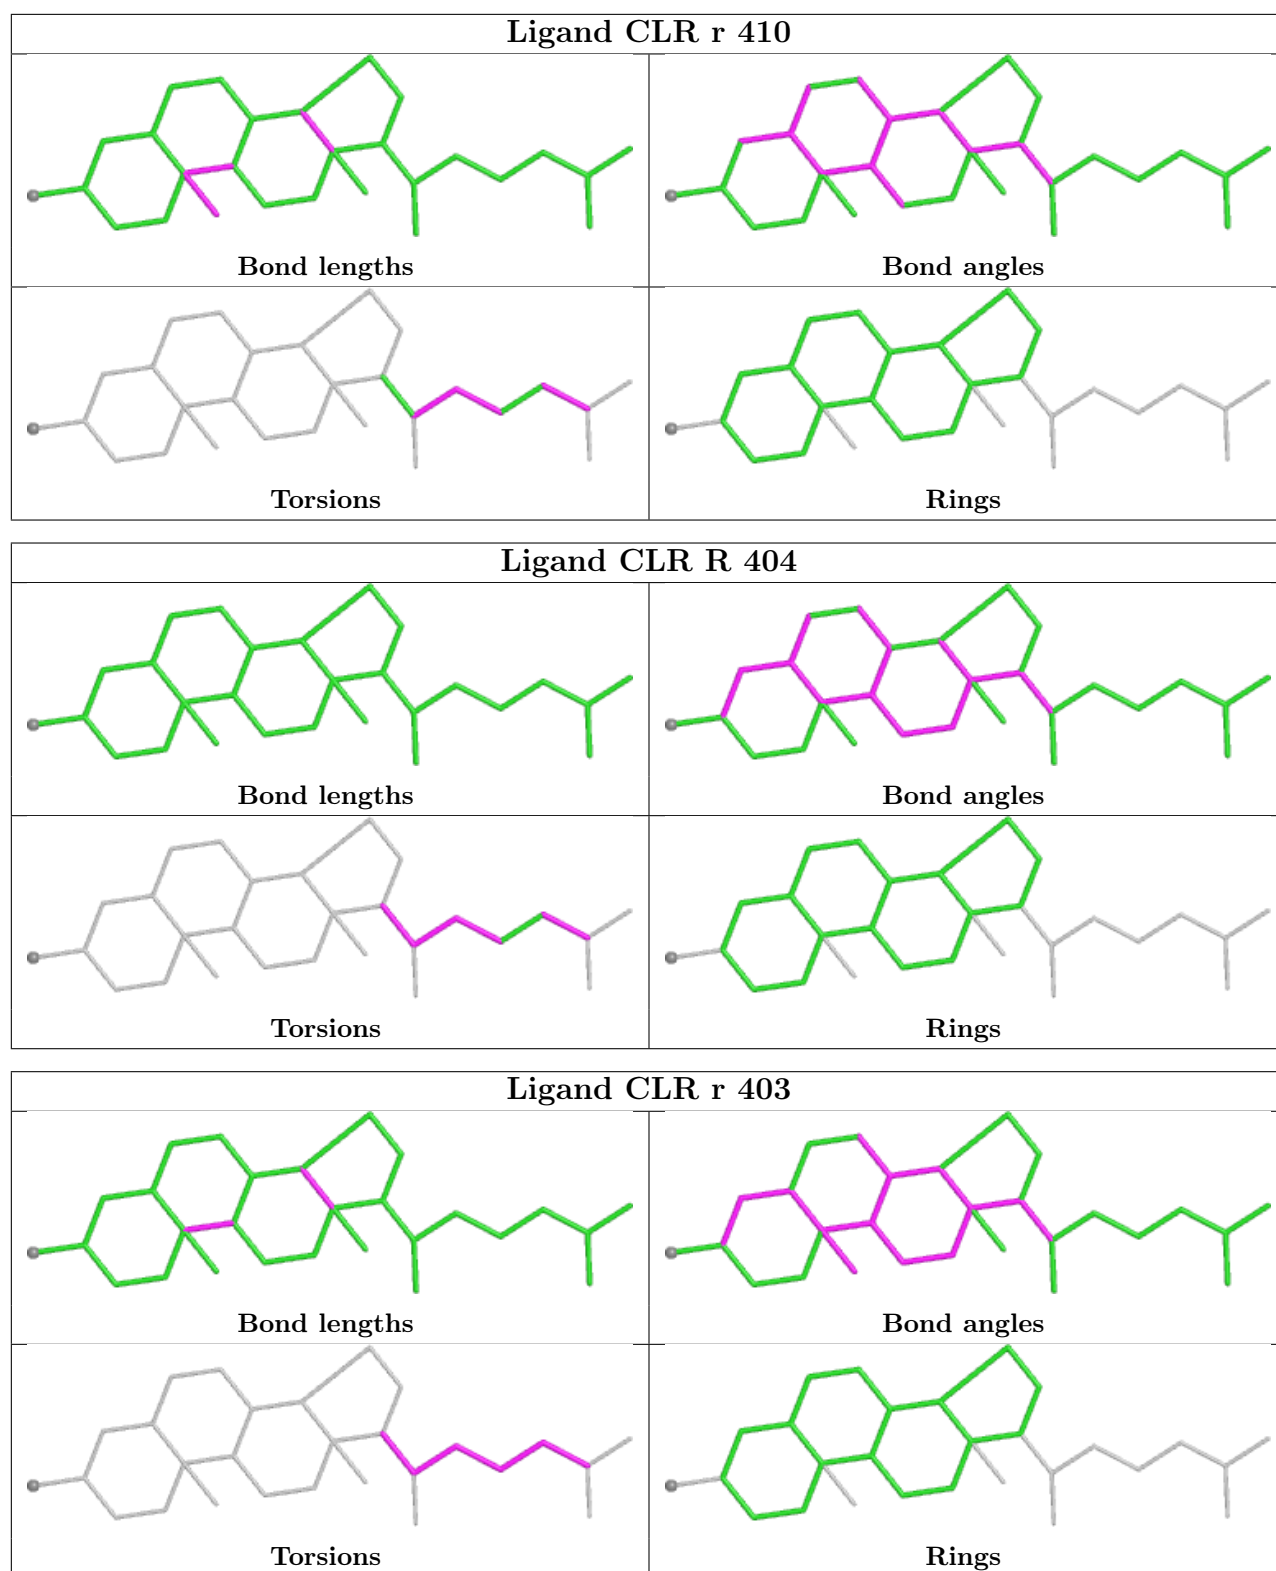 Ligand CLR r 410
Bond lengths
Bond angles
Torsions
Rings
Ligand CLR R 404
Bond lengths
Bond angles
Torsions
Rings
Ligand CLR r 403
Bond lengths
Bond angles
Torsions
Rings